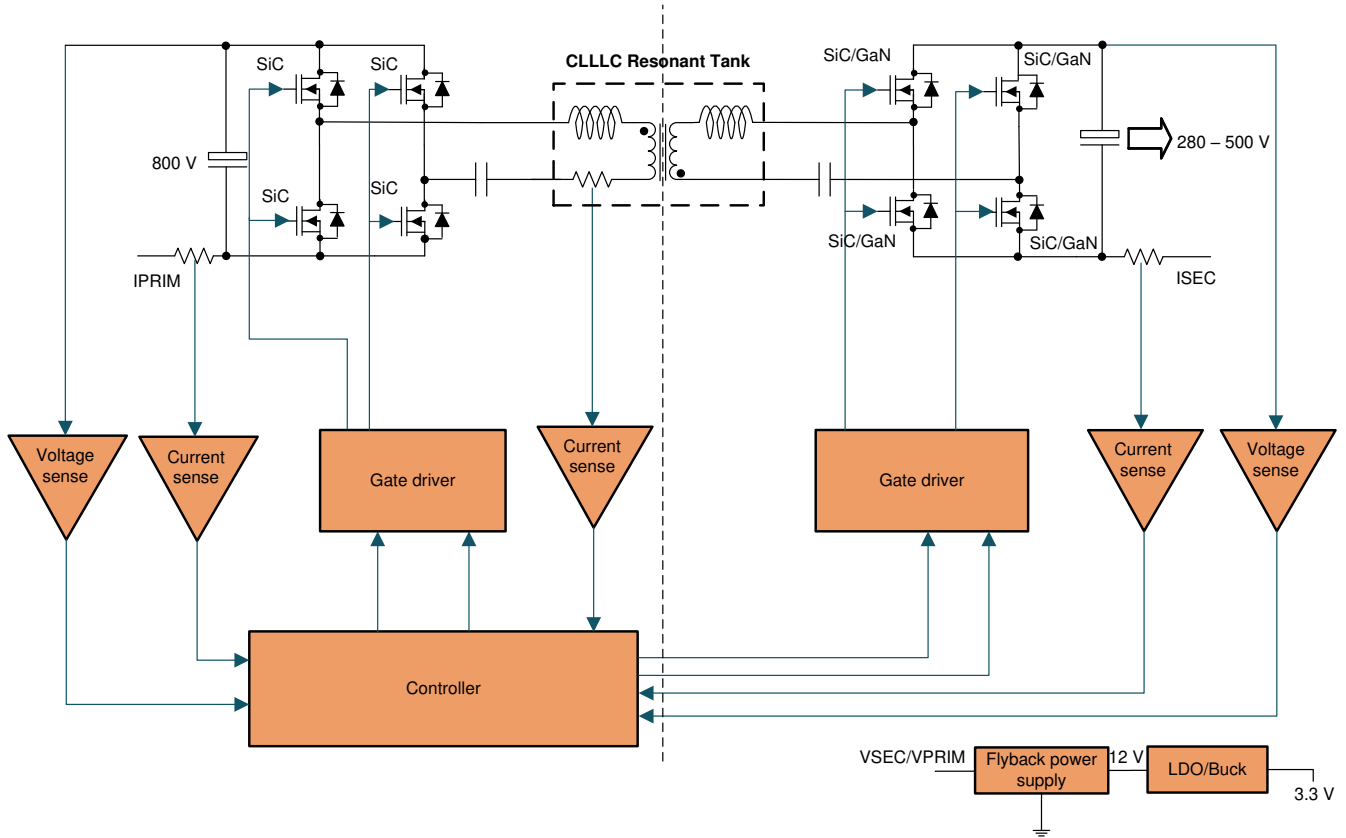 CLLLC Resonant Tank
SiC
SiC
SiC/GaN
SiC/GaN
800 V
280 – 500 V
SiC
SiC
SiC/GaN
SiC/GaN
IPRIM
ISEC
Voltage
sense
Current
sense
Gate driver
Current
sense
Gate driver
Current
sense
Voltage
sense
Controller
VSEC/VPRIM
Flyback power
supply
12 V
LDO/Buck
3.3 V